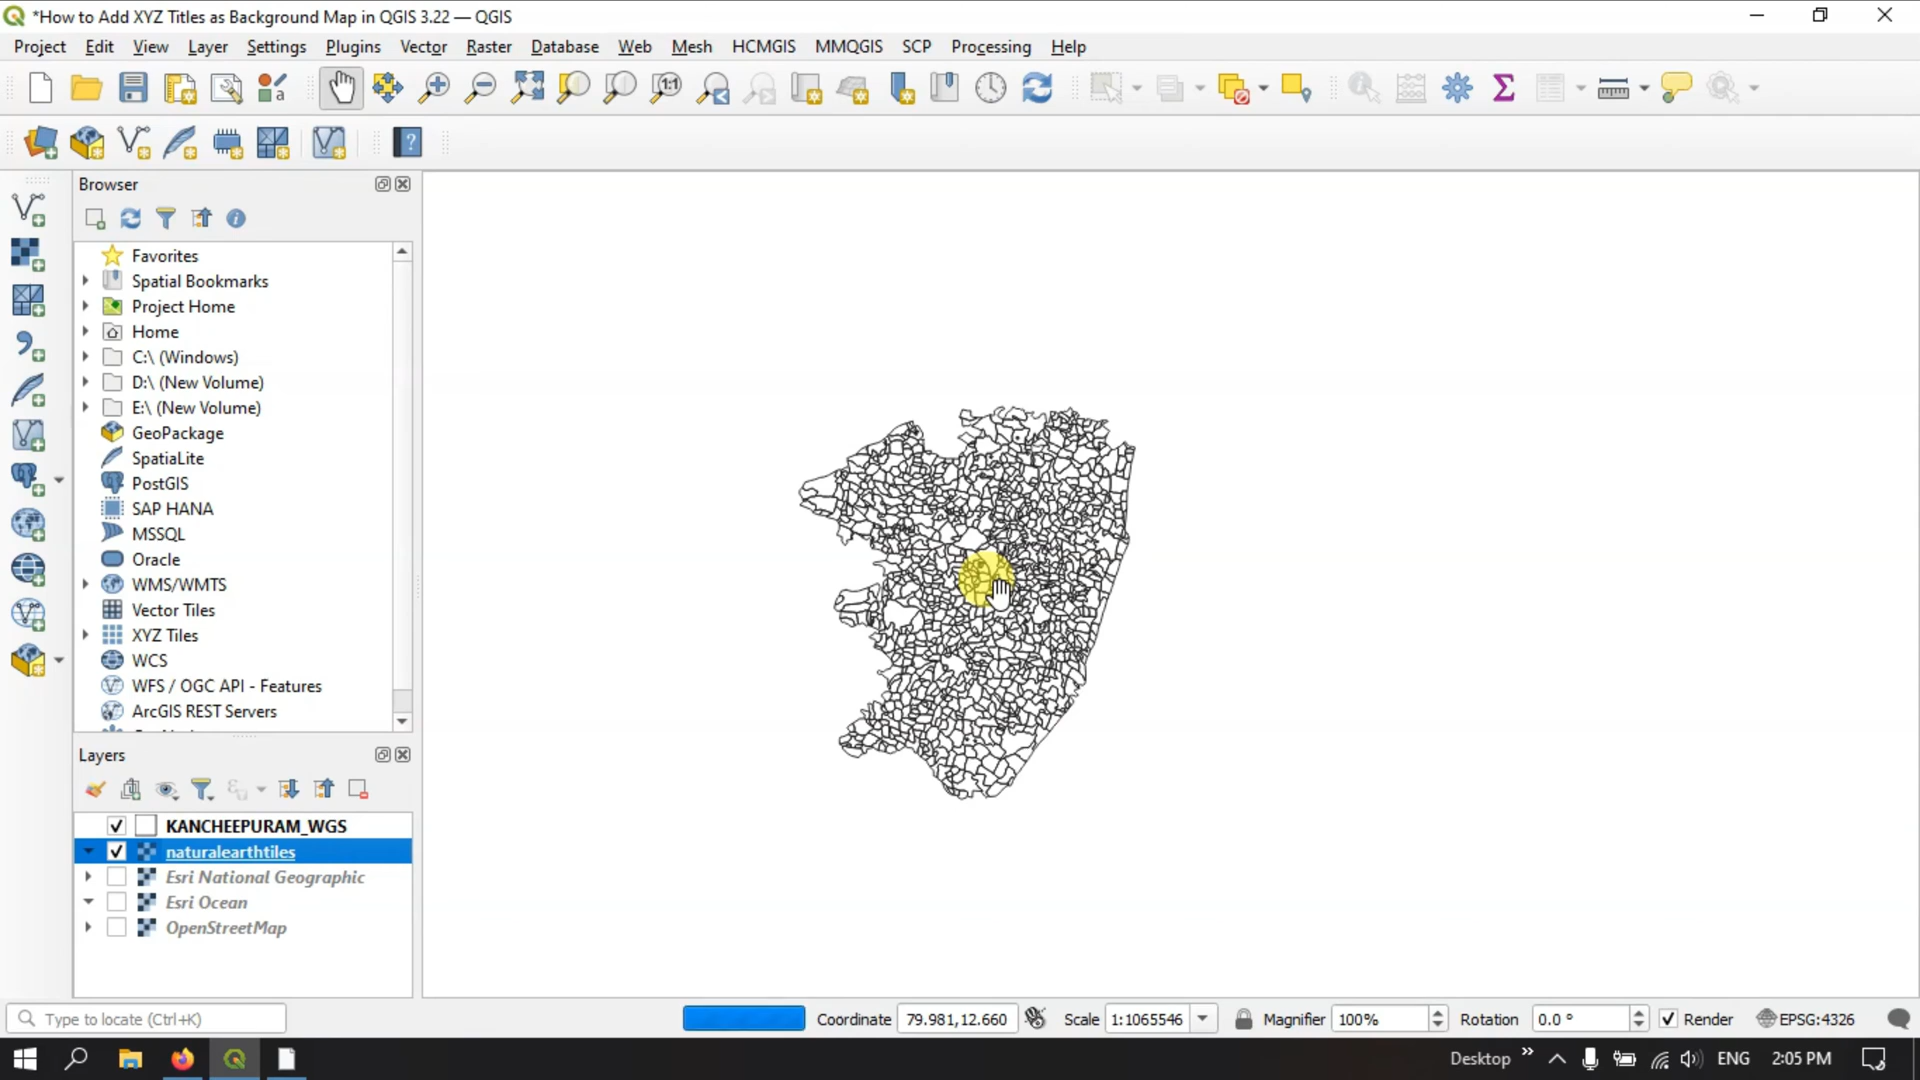 *How to Add XYZ Titles as Background Map in QGIS 3.22 — QGIS
Project Edit View Layer Settings Plugins Vector Raster Database Web Mesh HCMGIS MMQGIS SCP Processing Help
Browser
Favorites
Spatial Bookmarks
Project Home
Home
C:\ (Windows)
D:\ (New Volume)
E:\ (New Volume)
GeoPackage
SpatiaLite
PostGIS
SAP HANA
MSSQL
Oracle
WMS/WMTS
Vector Tiles
XYZ Tiles
WCS
WFS / OGC API - Features
ArcGIS REST Servers
Layers
KANCHEEPURAM_WGS
naturalearthtiles
Esri National Geographic
Esri Ocean
OpenStreetMap
Type to locate (Ctrl+K) Coordinate 79.981,12.660 Scale 1:1065546 Magnifier 100% Rotation 0.0 ° Render EPSG:4326
Desktop ENG 2:05 PM